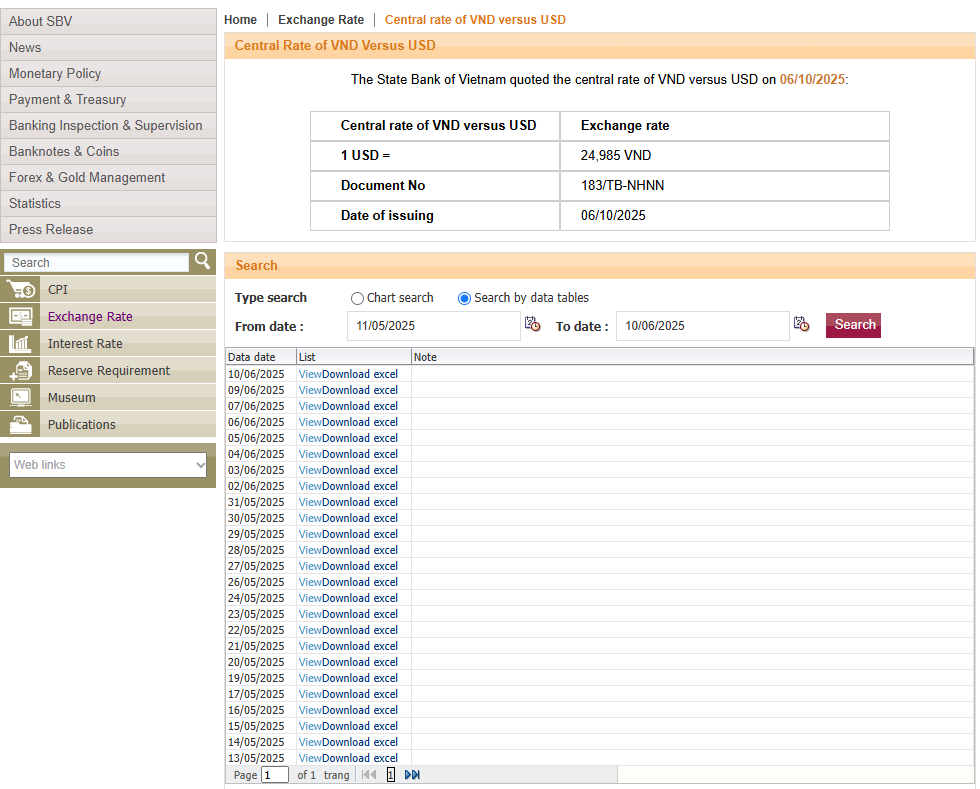 About SBV
News
Monetary Policy
Payment & Treasury
Banking Inspection & Supervision
Banknotes & Coins
Forex & Gold Management
Statistics
Press Release
Search
CPI
Exchange Rate
Interest Rate
Reserve Requirement
Museum
Publications
Web links
Home | Exchange Rate | Central rate of VND versus USD
Central Rate of VND Versus USD
The State Bank of Vietnam quoted the central rate of VND versus USD on 06/10/2025:
Central rate of VND versus USD Exchange rate
1 USD = 24,985 VND
Document No 183/TB-NHNN
Date of issuing 06/10/2025
Search
Type search Chart search Search by data tables
From date : 11/05/2025 To date : 10/06/2025 Search
Data date List Note
10/06/2025 ViewDownload excel
09/06/2025 ViewDownload excel
07/06/2025 ViewDownload excel
06/06/2025 ViewDownload excel
05/06/2025 ViewDownload excel
04/06/2025 ViewDownload excel
03/06/2025 ViewDownload excel
02/06/2025 ViewDownload excel
31/05/2025 ViewDownload excel
30/05/2025 ViewDownload excel
29/05/2025 ViewDownload excel
28/05/2025 ViewDownload excel
27/05/2025 ViewDownload excel
26/05/2025 ViewDownload excel
24/05/2025 ViewDownload excel
23/05/2025 ViewDownload excel
22/05/2025 ViewDownload excel
21/05/2025 ViewDownload excel
20/05/2025 ViewDownload excel
19/05/2025 ViewDownload excel
17/05/2025 ViewDownload excel
16/05/2025 ViewDownload excel
15/05/2025 ViewDownload excel
14/05/2025 ViewDownload excel
13/05/2025 ViewDownload excel
Page 1 of 1 trang 1